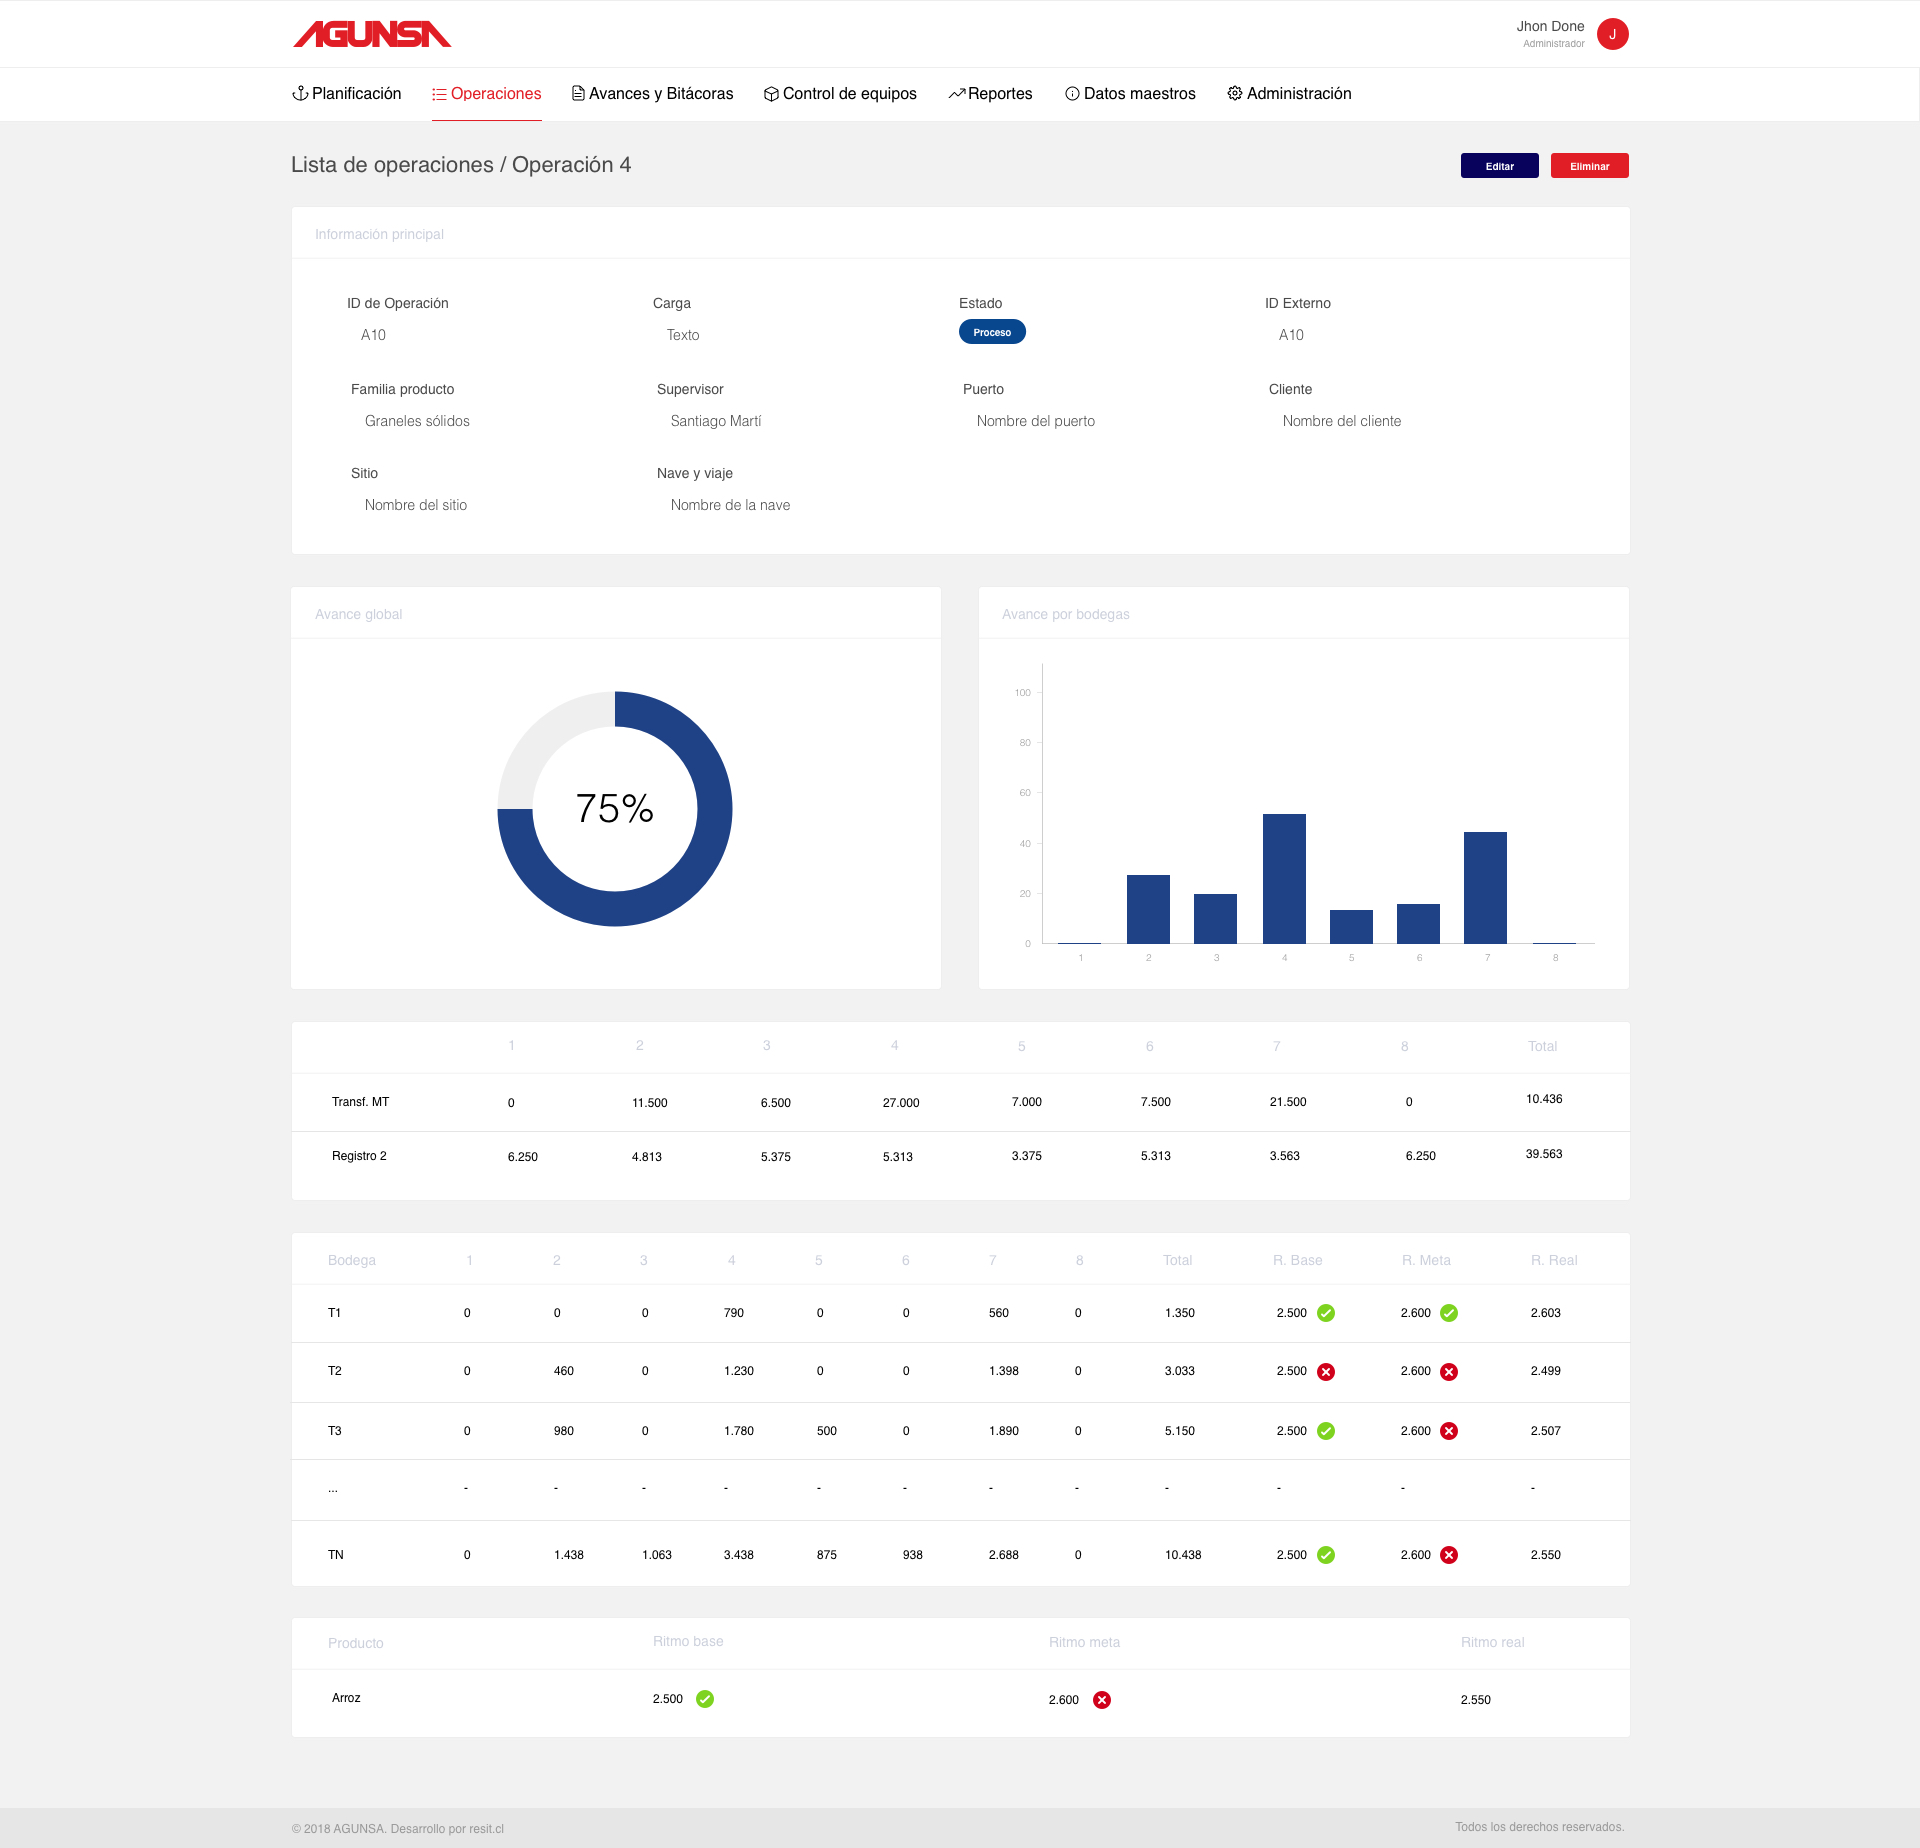 AGUNSA
Jhon Done
Administrador
J
Planificación Operaciones Avances y Bitácoras Control de equipos Reportes Datos maestros Administración
Lista de operaciones / Operación 4
Editar Eliminar
Información principal
ID de Operación Carga Estado ID Externo
A10 Texto Proceso A10
Familia producto Supervisor Puerto Cliente
Graneles sólidos Santiago Martí Nombre del puerto Nombre del cliente
Sitio Nave y viaje
Nombre del sitio Nombre de la nave
Avance global
75%
Avance por bodegas
100
80
60
40
20
0
1 2 3 4 5 6 7 8
1 2 3 4 5 6 7 8 Total
Transf. MT 0 11.500 6.500 27.000 7.000 7.500 21.500 0 10.436
Registro 2 6.250 4.813 5.375 5.313 3.375 5.313 3.563 6.250 39.563
Bodega 1 2 3 4 5 6 7 8 Total R. Base R. Meta R. Real
T1 0 0 0 790 0 0 560 0 1.350 2.500 2.600 2.603
T2 0 460 0 1.230 0 0 1.398 0 3.033 2.500 2.600 2.499
T3 0 980 0 1.780 500 0 1.890 0 5.150 2.500 2.600 2.507
... - - - - - - - - - - - -
TN 0 1.438 1.063 3.438 875 938 2.688 0 10.438 2.500 2.600 2.550
Producto Ritmo base Ritmo meta Ritmo real
Arroz 2.500 2.600 2.550
© 2018 AGUNSA. Desarrollo por resit.cl
Todos los derechos reservados.